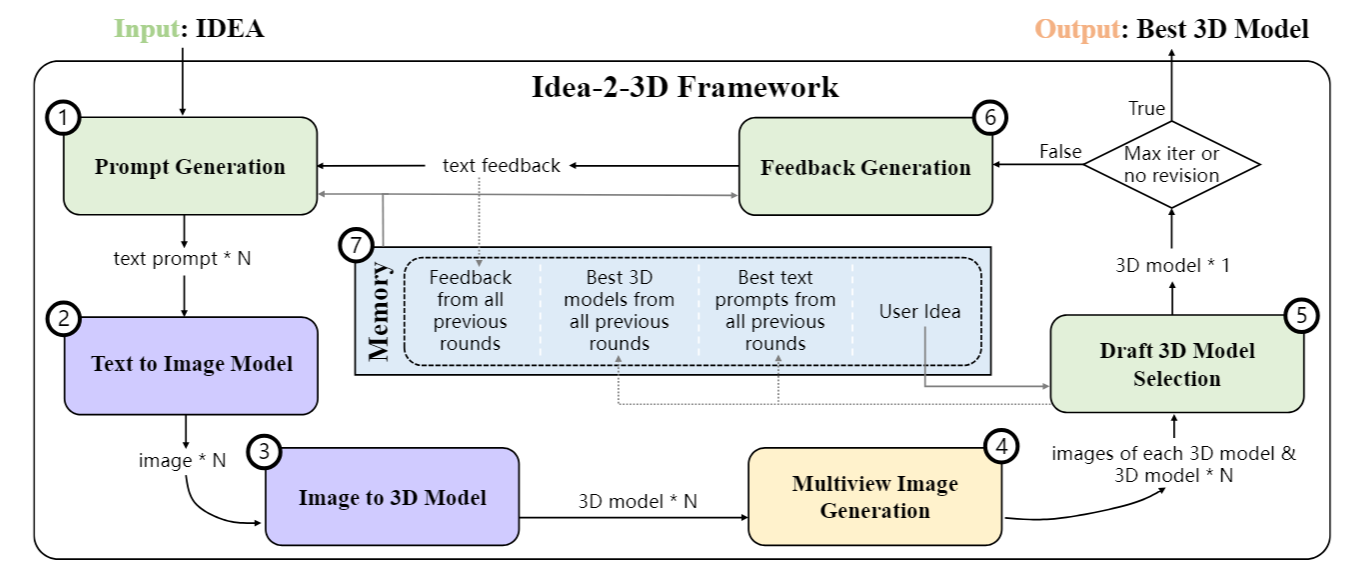 Input: IDEA
Output: Best 3D Model
Idea-2-3D Framework
1
Prompt Generation
text feedback
6
Feedback Generation
False
True
Max iter or
no revision
text prompt * N
7
Memory
Feedback
from all
previous
rounds
Best 3D
models from
all previous
rounds
Best text
prompts from
all previous
rounds
User Idea
3D model * 1
2
Text to Image Model
5
Draft 3D Model
Selection
image * N
3
Image to 3D Model
3D model * N
4
Multiview Image
Generation
images of each 3D model &
3D model * N